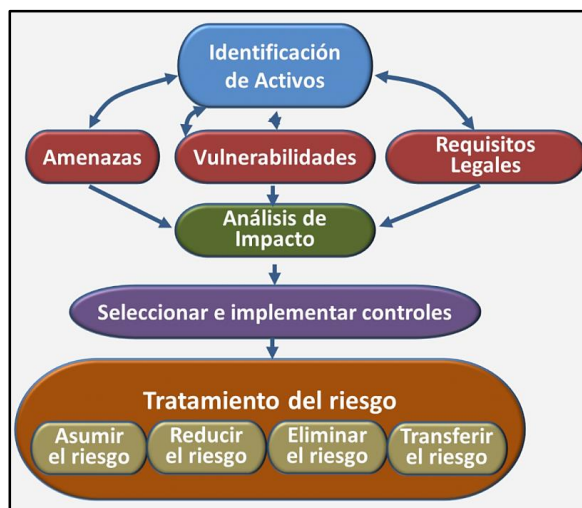 Identificación
de Activos
Amenazas
Vulnerabilidades
Requisitos
Legales
Análisis de
Impacto
Seleccionar e implementar controles
Tratamiento del riesgo
Asumir
el riesgo
Reducir
el riesgo
Eliminar
el riesgo
Transferir
el riesgo